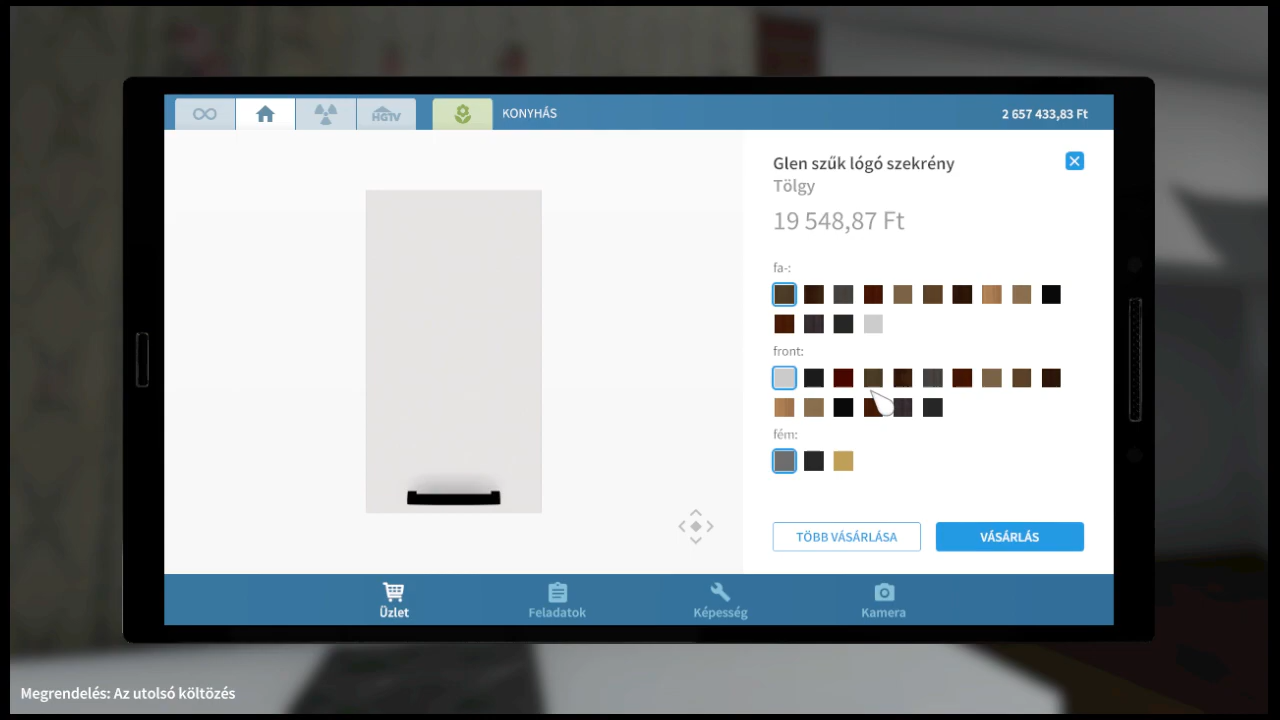 HGTV
KONYHÁS
2 657 433,83 Ft
Glen szűk lógó szekrény
Tölgy
19 548,87 Ft
fa-:
front:
fém:
TÖBB VÁSÁRLÁSA
VÁSÁRLÁS
Üzlet
Feladatok
Képesség
Kamera
Megrendelés: Az utolsó költözés